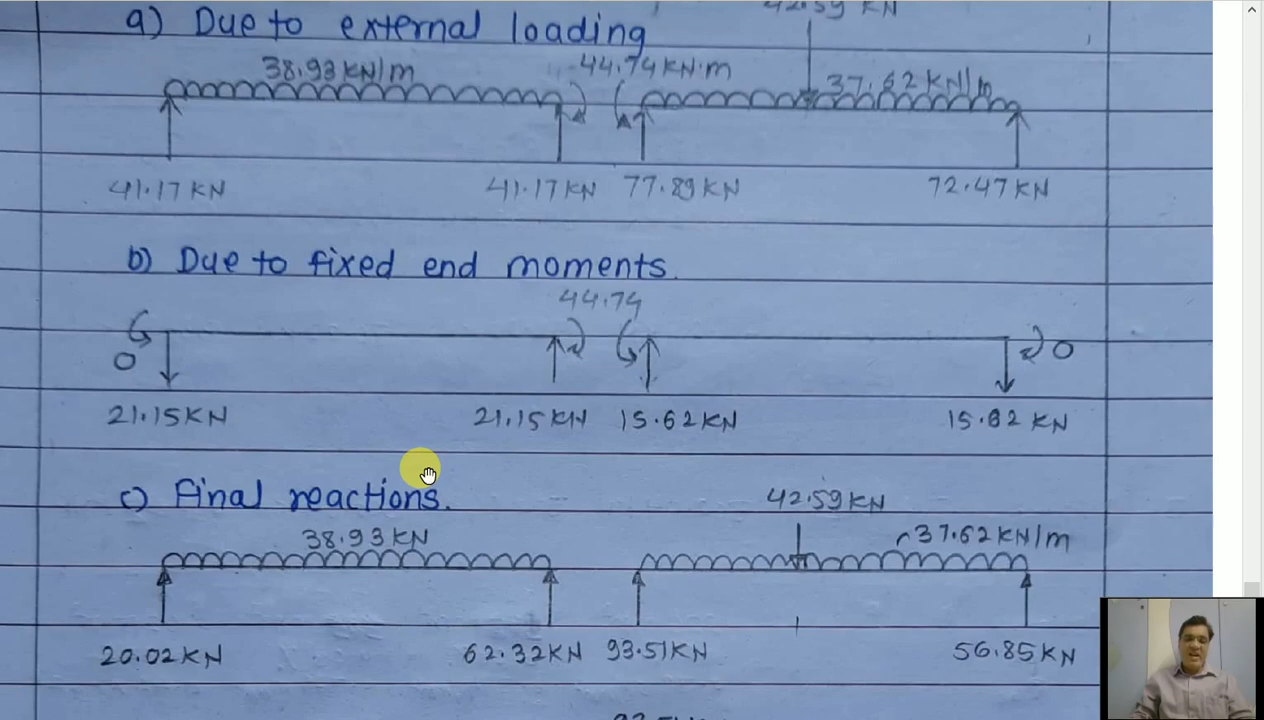 42.59 KN
a) Due to external loading
38.93 KN/m 44.74 KN.m 37.62 KN/m
41.17 KN 41.17 KN 77.89 KN 72.47 KN
b) Due to fixed end moments.
44.74
0 0
21.15 KN 21.15 KN 15.62 KN 15.62 KN
c) Final reactions.
42.59 KN
38.93 KN 37.62 KN/m
20.02 KN 62.32 KN 93.51 KN 56.85 KN